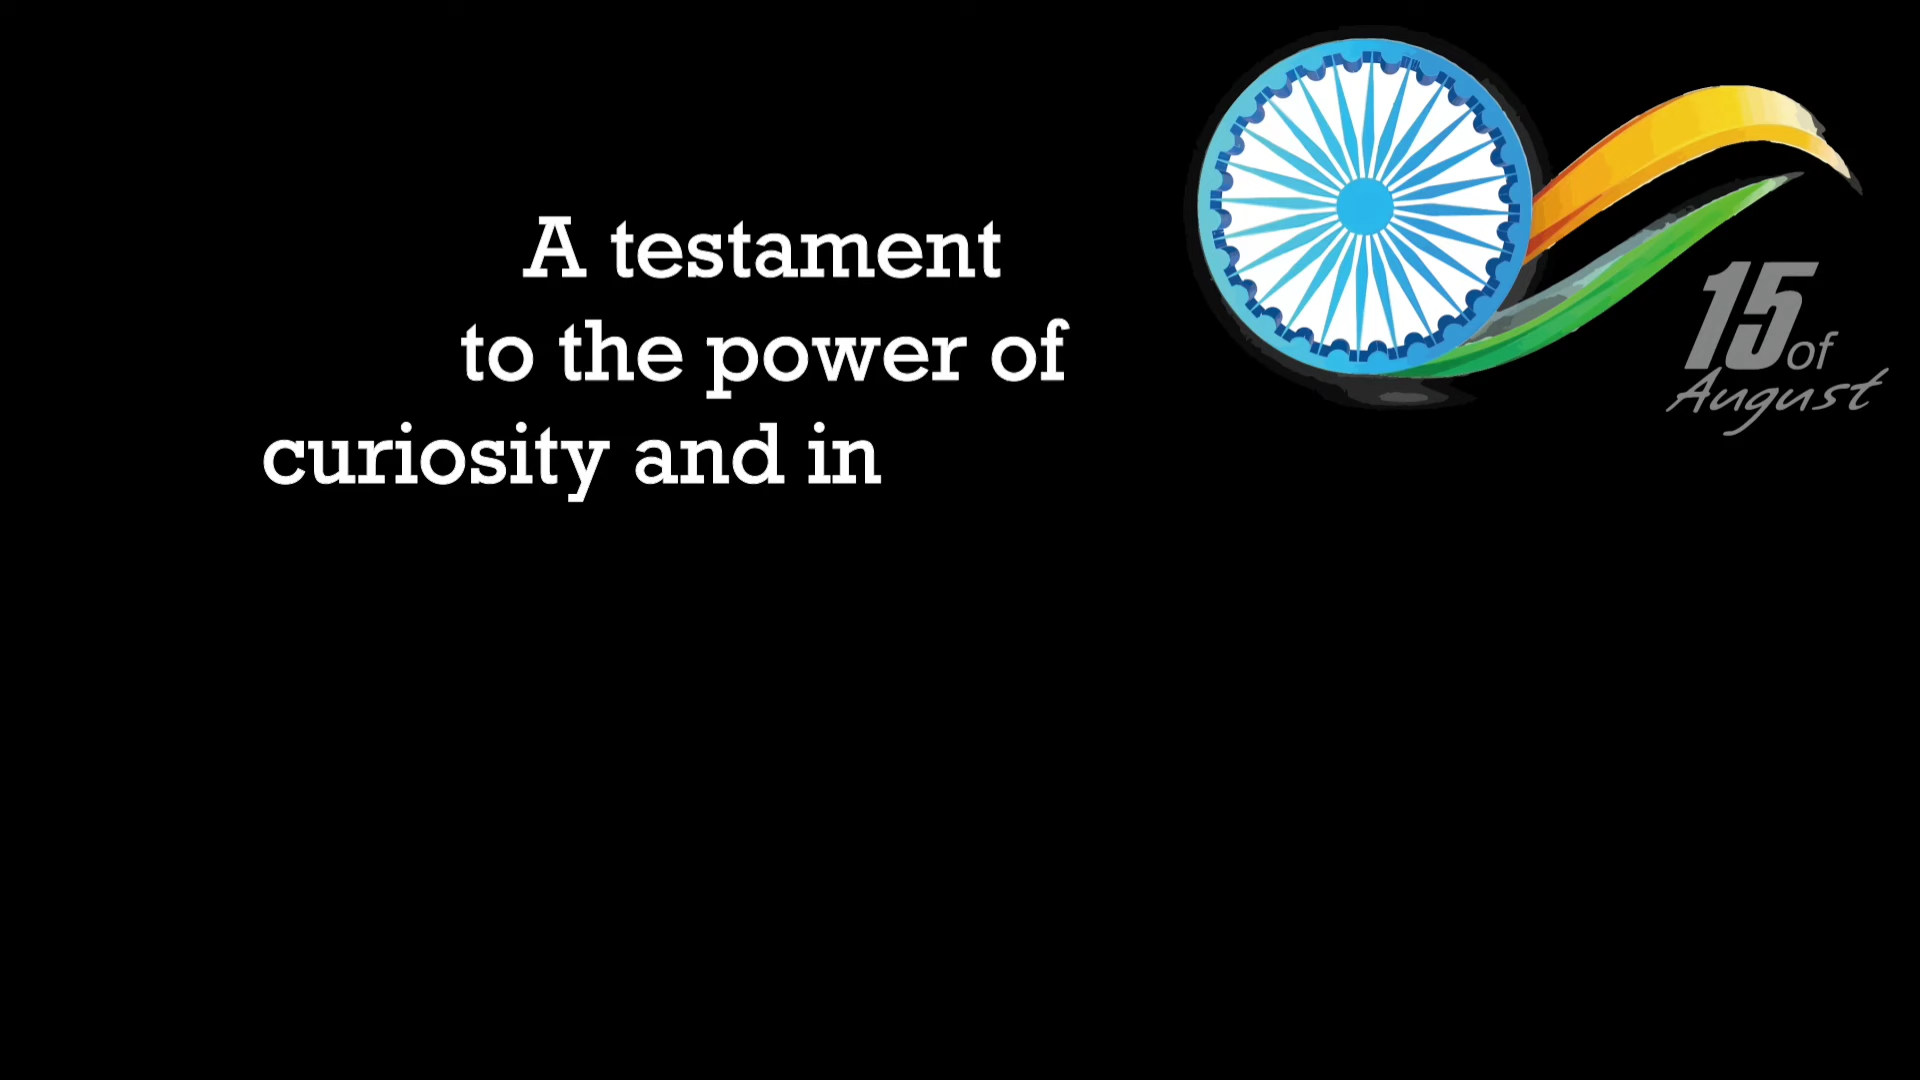 A testament
to the power of
curiosity and in
15 of
August